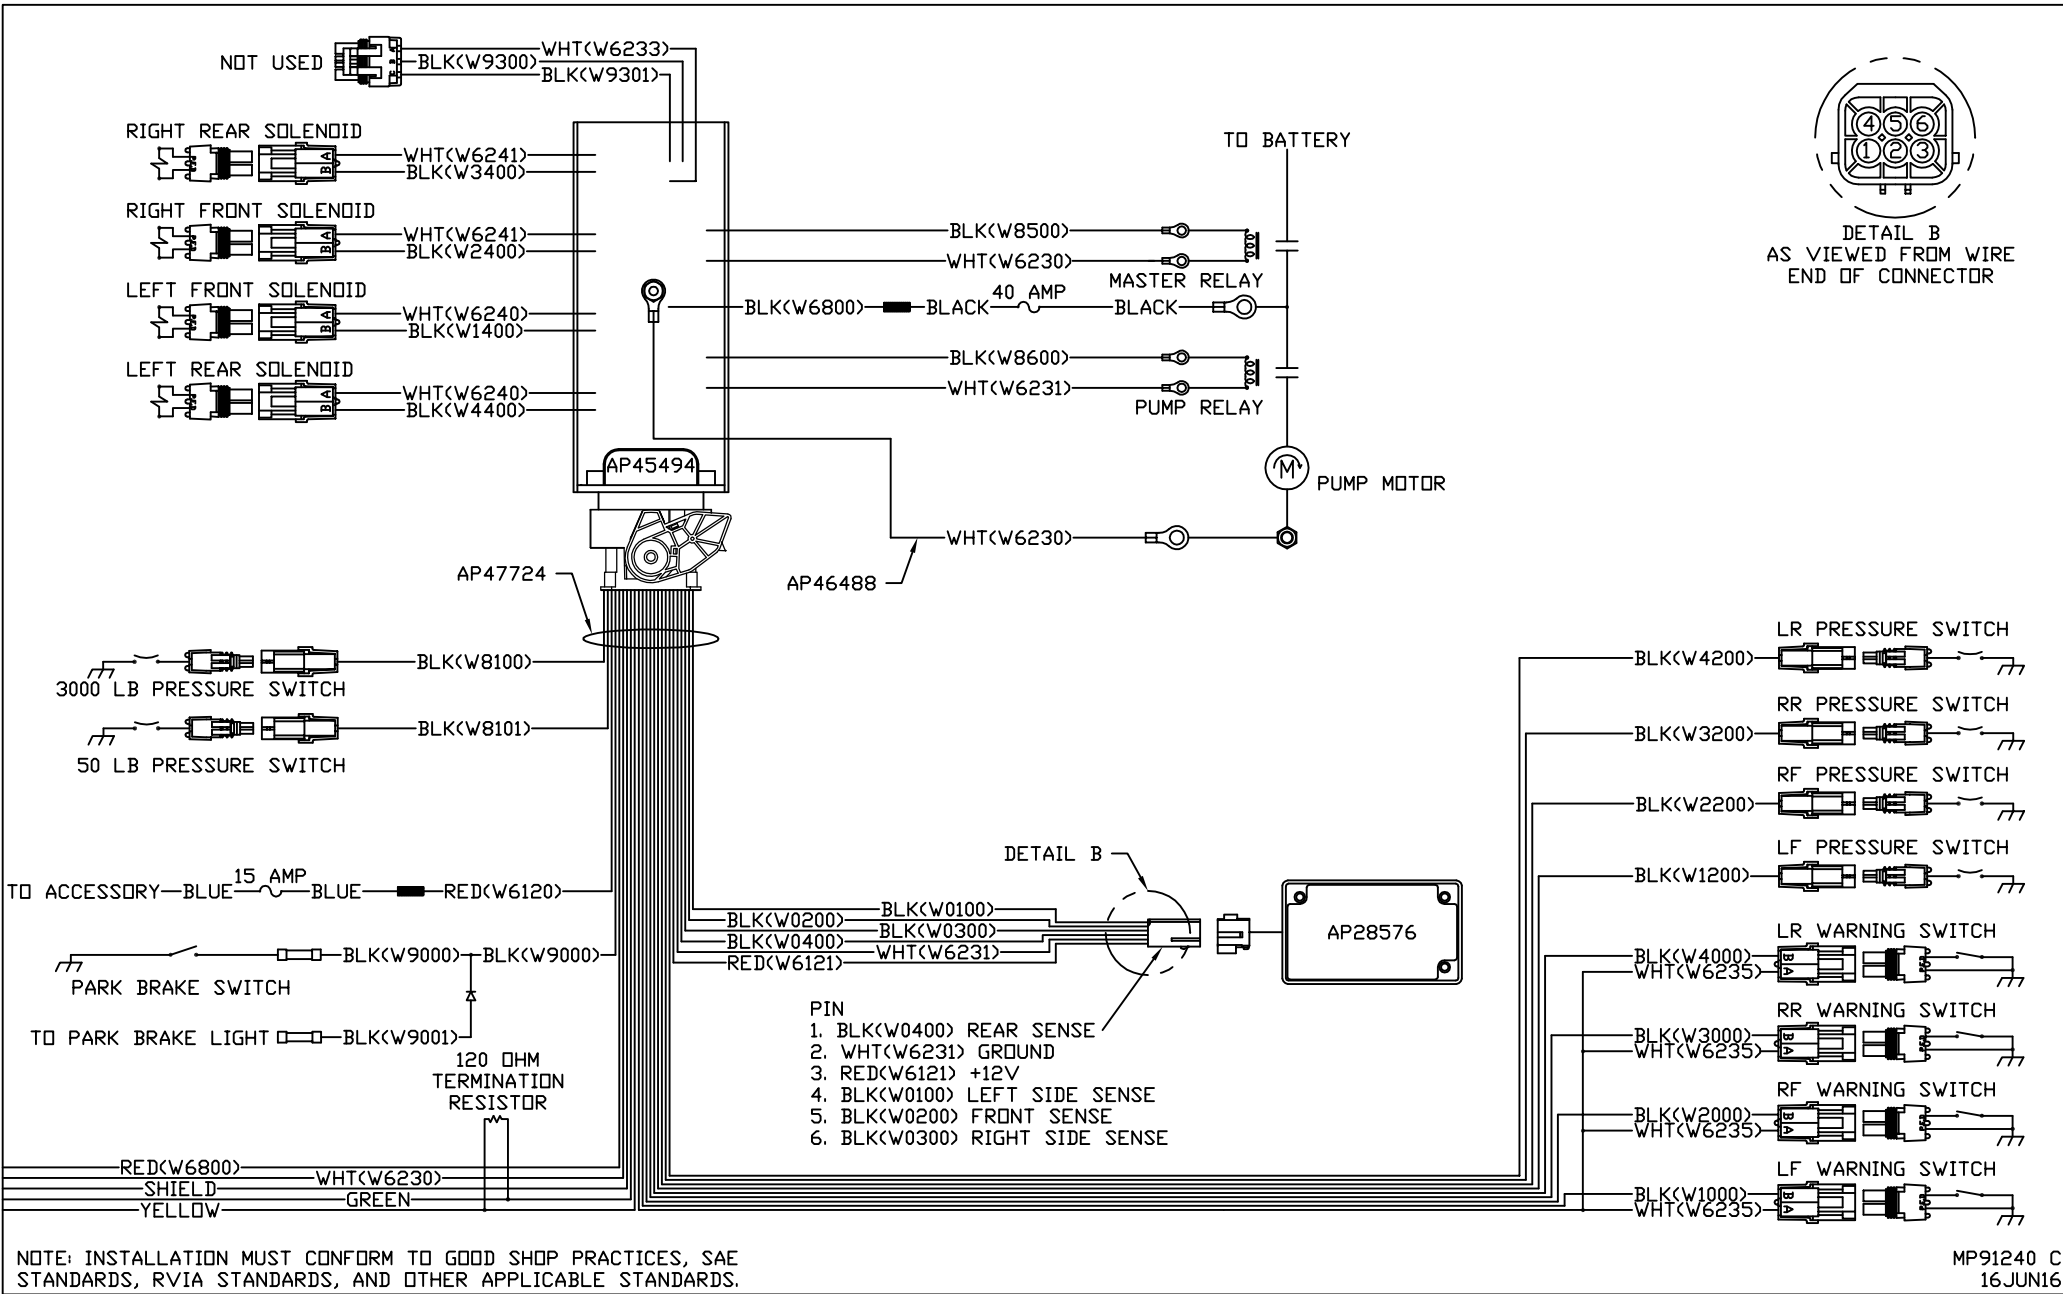 NOT USED
WHT(W6233)
BLK(W9300)
BLK(W9301)
RIGHT REAR SOLENOID
A
B
WHT(W6241)
BLK(W3400)
RIGHT FRONT SOLENOID
A
B
WHT(W6241)
BLK(W2400)
LEFT FRONT SOLENOID
A
B
WHT(W6240)
BLK(W1400)
LEFT REAR SOLENOID
A
B
WHT(W6240)
BLK(W4400)
AP45494
TO BATTERY
BLK(W8500)
WHT(W6230)
MASTER RELAY
BLK(W6800)
BLACK
40 AMP
BLACK
BLK(W8600)
WHT(W6231)
PUMP RELAY
M
PUMP MOTOR
WHT(W6230)
AP46488
AP47724
4 5 6
1 2 3
DETAIL B
AS VIEWED FROM WIRE
END OF CONNECTOR
BLK(W8100)
3000 LB PRESSURE SWITCH
BLK(W8101)
50 LB PRESSURE SWITCH
TO ACCESSORY
BLUE
15 AMP
BLUE
RED(W6120)
BLK(W9000)
BLK(W9000)
PARK BRAKE SWITCH
TO PARK BRAKE LIGHT
BLK(W9001)
120 OHM
TERMINATION
RESISTOR
RED(W6800)
WHT(W6230)
SHIELD
GREEN
YELLOW
DETAIL B
BLK(W0100)
BLK(W0200)
BLK(W0300)
BLK(W0400)
WHT(W6231)
RED(W6121)
AP28576
PIN
1. BLK(W0400) REAR SENSE
2. WHT(W6231) GROUND
3. RED(W6121) +12V
4. BLK(W0100) LEFT SIDE SENSE
5. BLK(W0200) FRONT SENSE
6. BLK(W0300) RIGHT SIDE SENSE
LR PRESSURE SWITCH
BLK(W4200)
RR PRESSURE SWITCH
BLK(W3200)
RF PRESSURE SWITCH
BLK(W2200)
LF PRESSURE SWITCH
BLK(W1200)
LR WARNING SWITCH
BLK(W4000)
WHT(W6235)
B
A
RR WARNING SWITCH
BLK(W3000)
WHT(W6235)
B
A
RF WARNING SWITCH
BLK(W2000)
WHT(W6235)
B
A
LF WARNING SWITCH
BLK(W1000)
WHT(W6235)
B
A
NOTE: INSTALLATION MUST CONFORM TO GOOD SHOP PRACTICES, SAE
STANDARDS, RVIA STANDARDS, AND OTHER APPLICABLE STANDARDS.
MP91240 C
16JUN16